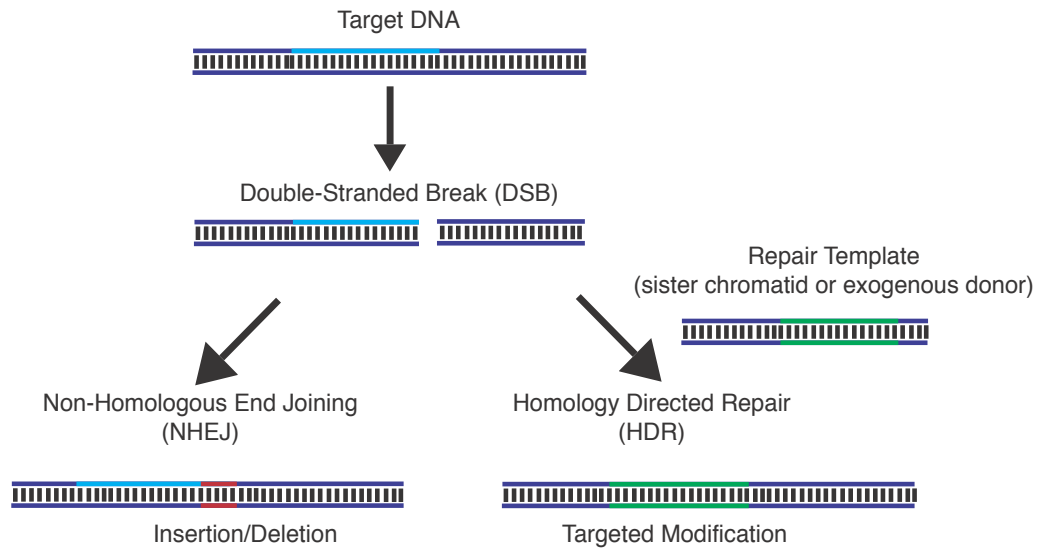 Target DNA
Double-Stranded Break (DSB)
Repair Template
(sister chromatid or exogenous donor)
Non-Homologous End Joining
(NHEJ)
Homology Directed Repair
(HDR)
Insertion/Deletion
Targeted Modification